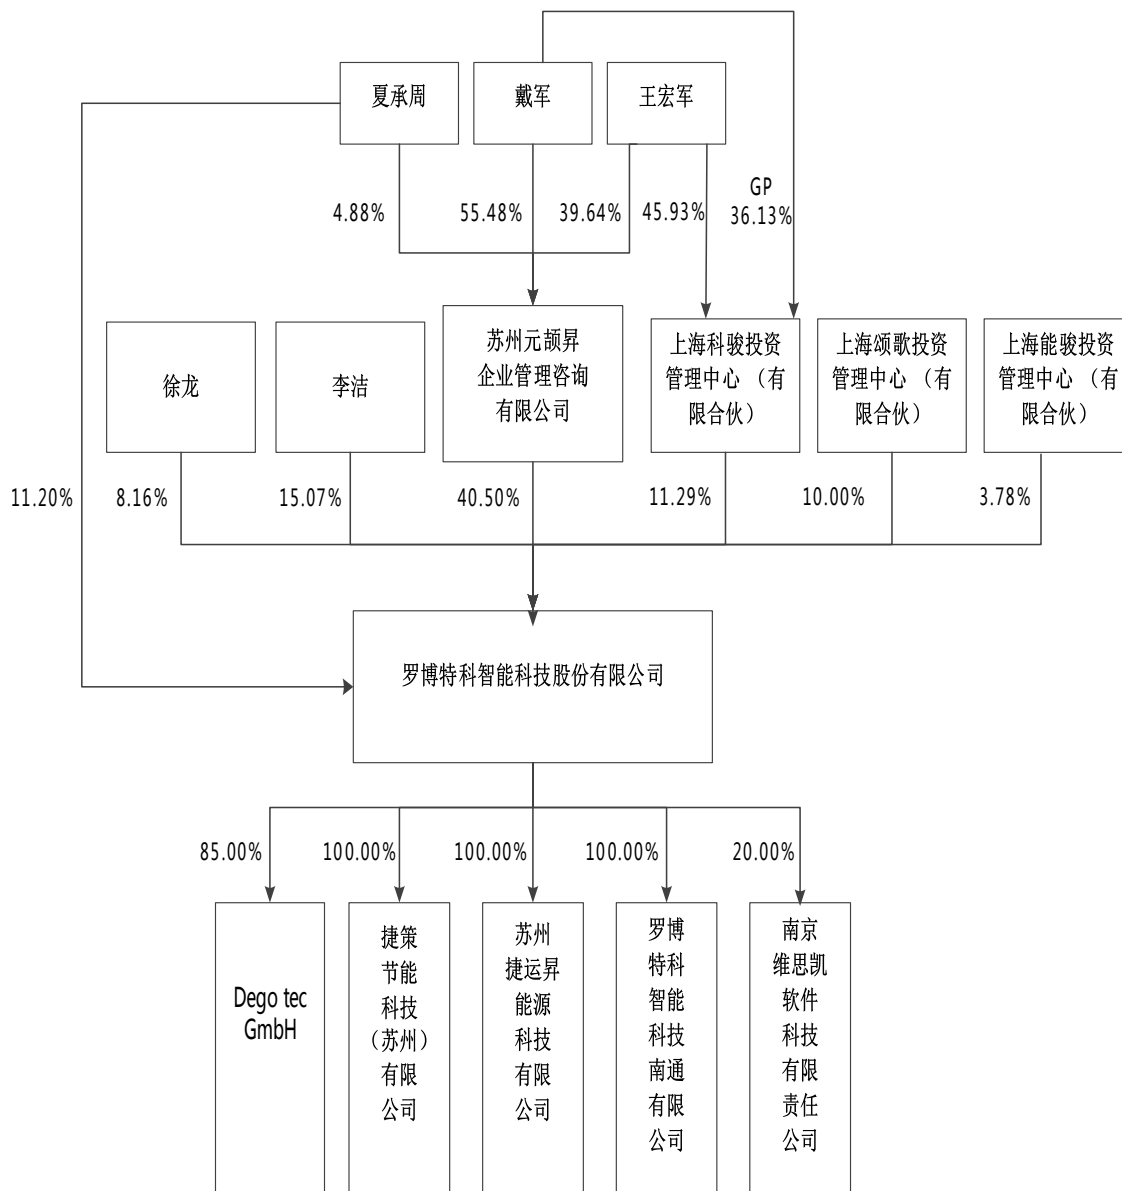 夏承周
戴军
王宏军
GP
4.88%
55.48%
39.64%
45.93%
36.13%
徐龙
李洁
苏州元颉昇
企业管理咨询
有限公司
上海科骏投资
管理中心（有
限合伙）
上海颂歌投资
管理中心（有
限合伙）
上海能骏投资
管理中心（有
限合伙）
11.20%
8.16%
15.07%
40.50%
11.29%
10.00%
3.78%
罗博特科智能科技股份有限公司
85.00%
100.00%
100.00%
100.00%
20.00%
Dego tec
GmbH
捷策
节能
科技
（苏州）
有限
公司
苏州
捷运昇
能源
科技
有限
公司
罗博
特科
智能
科技
南通
有限
公司
南京
维思凯
软件
科技
有限
责任
公司